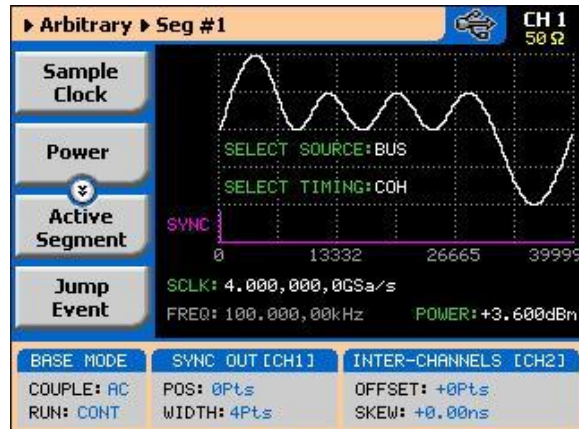 Arbitrary Seg #1
CH 1
50 Ω
Sample
Clock
Power
Active
Segment
Jump
Event
SELECT SOURCE:BUS
SELECT TIMING:COH
SYNC
0 13332 26665 39999
SCLK: 4.000,000,0GSa/s
FREQ: 100.000,00kHz POWER:+3.600dBm
BASE MODE
COUPLE: AC
RUN: CONT
SYNC OUT [CH1]
POS: 0Pts
WIDTH: 4Pts
INTER-CHANNELS [CH2]
OFFSET: +0Pts
SKEW: +0.00ns